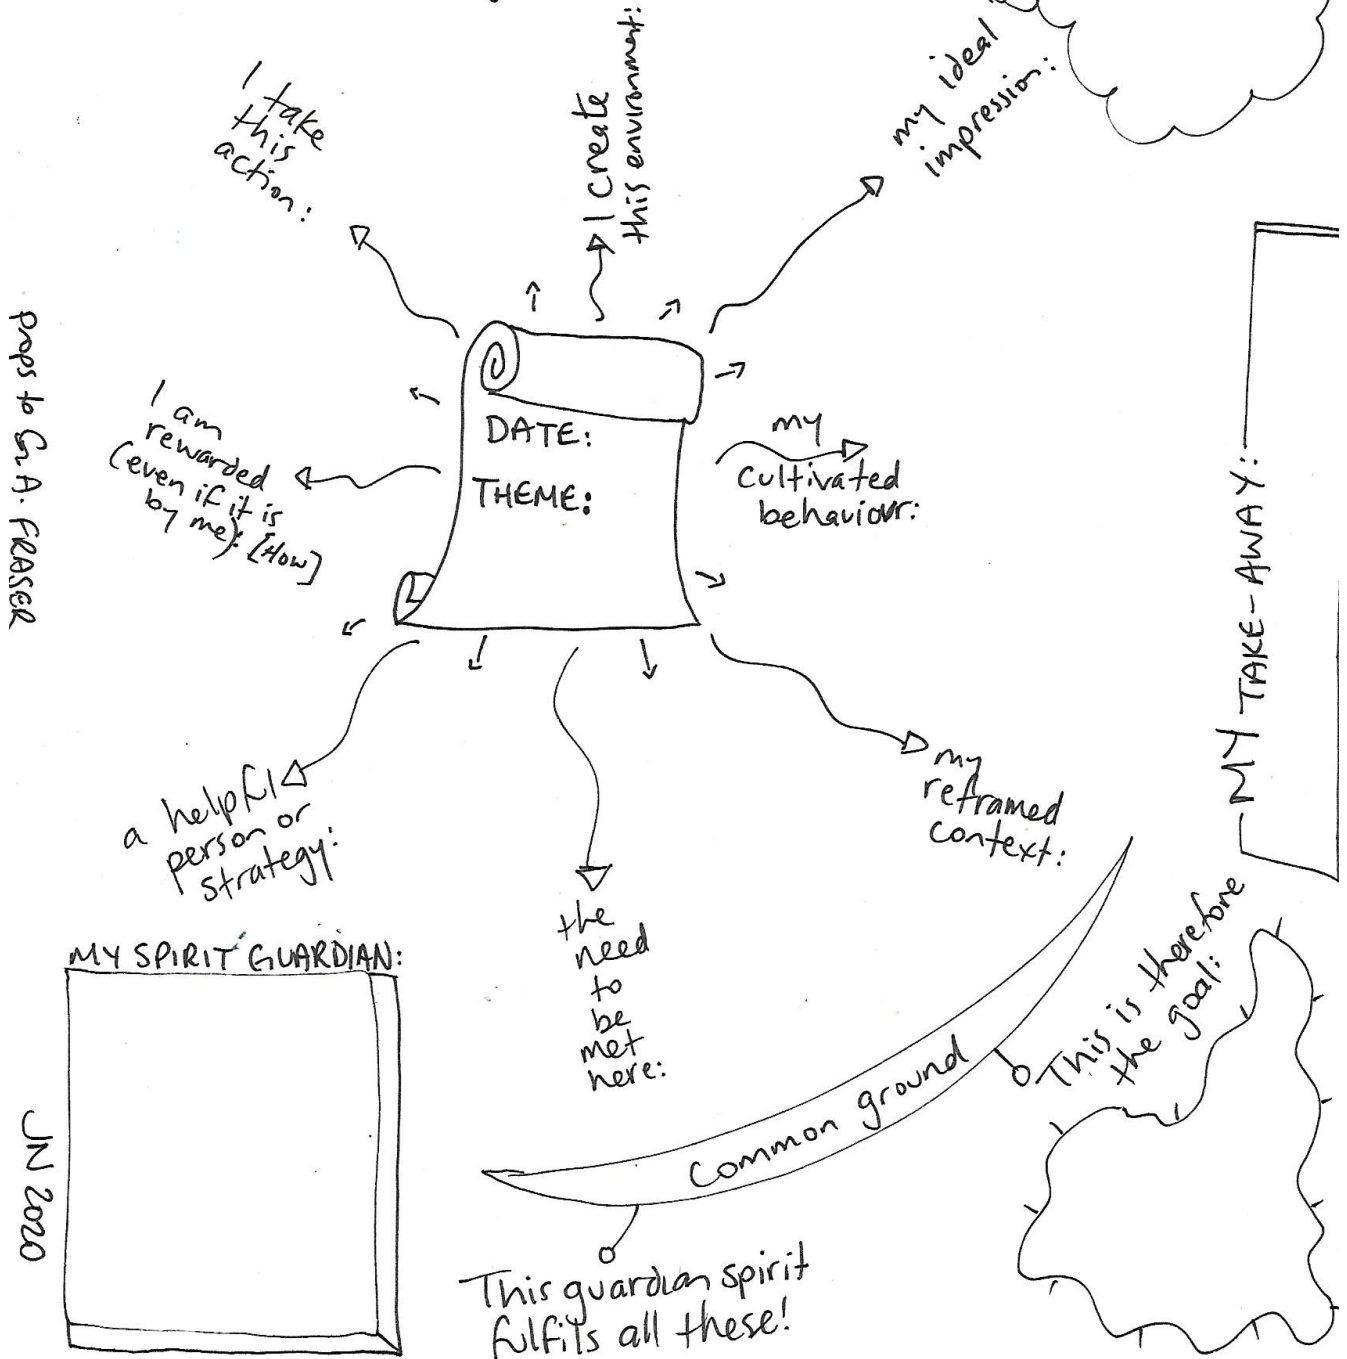 I take
this
action:
I create
this environment:
my ideal
impression:
DATE:
THEME:
my
cultivated
behaviour:
I am
rewarded
(even if it is
by me): [How]
props to G. A. FRASER
MY TAKE-AWAY:
my
reframed
context:
a helpful
person or
strategy:
the
need
to
be
met
here:
MY SPIRIT GUARDIAN:
This is therefore
the goal:
Common ground
This guardian spirit
fulfils all these!
JN 2020